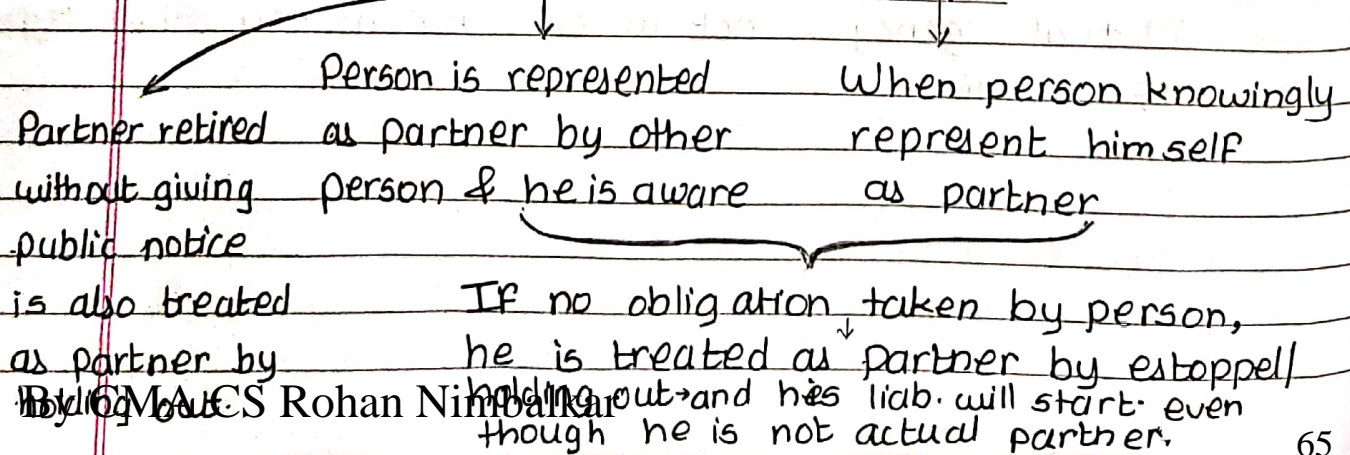 Partner retired
without giving
public notice
is also treated
as partner by
holding out
Person is represented
as partner by other
person & he is aware
When person knowingly
represent himself
as partner
If no obligation taken by person,
he is treated as partner by estoppel/
holding out→and his liab. will start. even
though he is not actual partner.
By CMA CS Rohan Nimbalkar
65